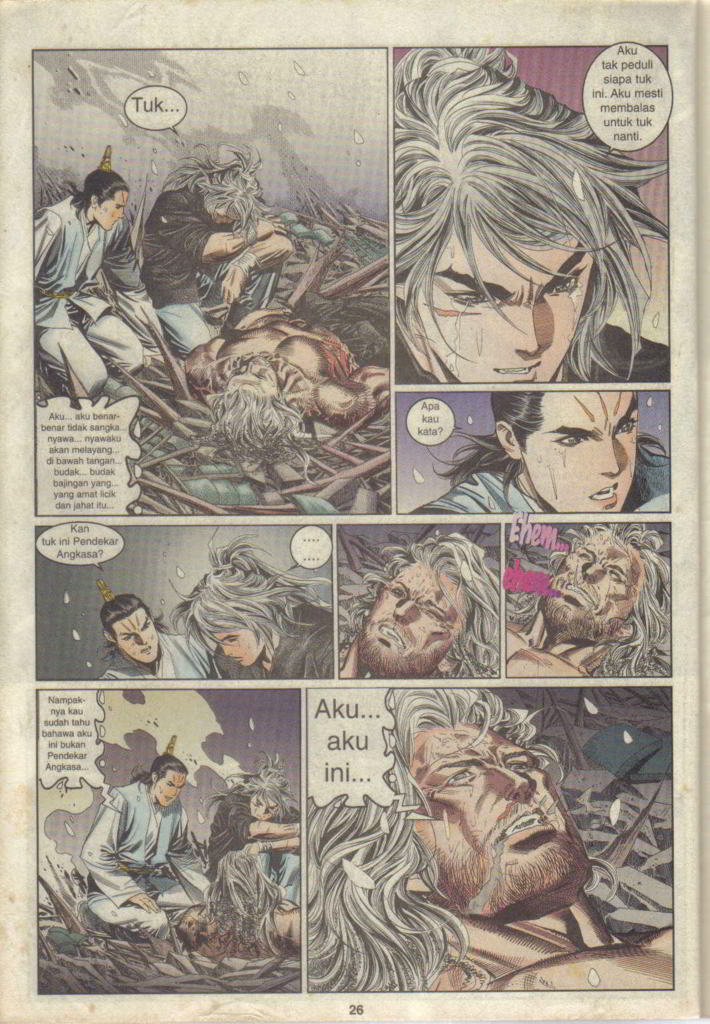 Tuk...
Aku... aku benar-
benar tidak sangka...
nyawa... nyawaku
akan melayang...
di bawah tangan...
budak... budak
bajingan yang...
yang amat licik
dan jahat itu...
Aku
tak peduli
siapa tuk
ini. Aku mesti
membalas
untuk tuk
nanti.
Apa
kau
kata?
Kan
tuk ini Pendekar
Angkasa?
....
....
Ehem...
ehem...
Nampak-
nya kau
sudah tahu
bahawa aku
ini bukan
Pendekar
Angkasa...
Aku...
aku
ini...
26